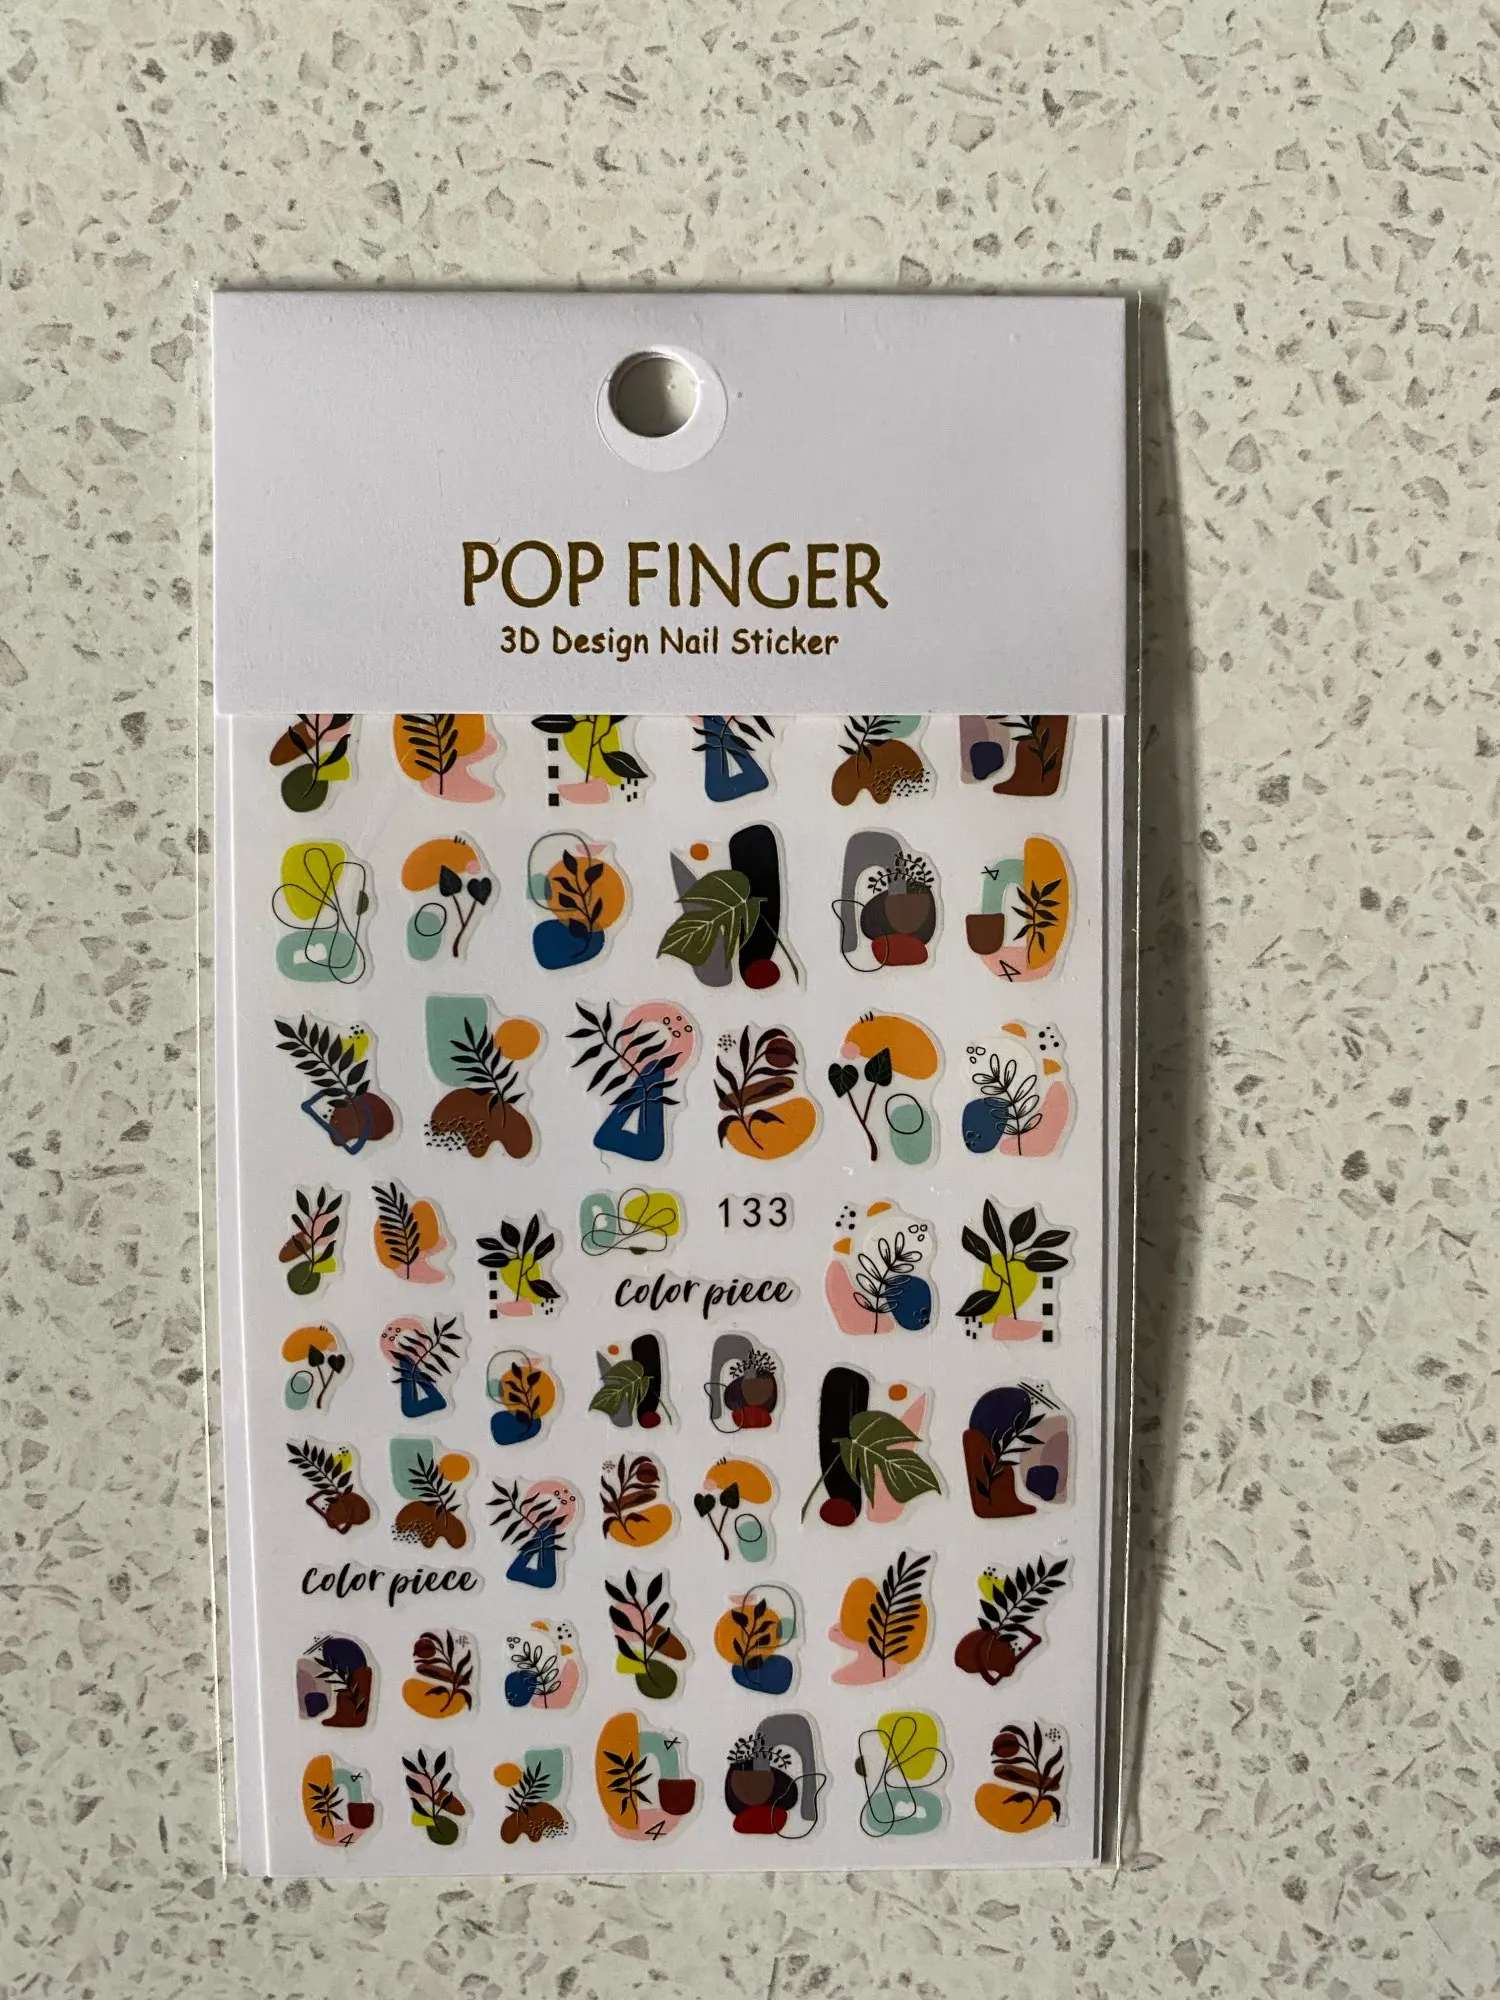 POP FINGER
3D Design Nail Sticker
133
Color piece
Color piece